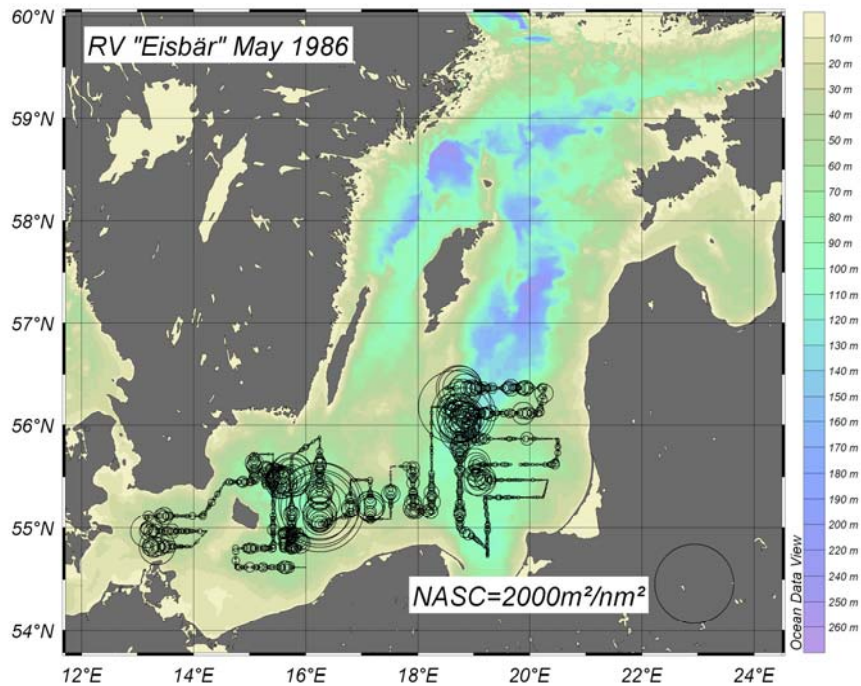 60°N
59°N
58°N
57°N
56°N
55°N
54°N
RV "Eisbär" May 1986
NASC=2000m²/nm²
12°E 14°E 16°E 18°E 20°E 22°E 24°E
Ocean Data View
10 m
20 m
30 m
40 m
50 m
60 m
70 m
80 m
90 m
100 m
110 m
120 m
130 m
140 m
150 m
160 m
170 m
180 m
190 m
200 m
210 m
220 m
230 m
240 m
250 m
260 m